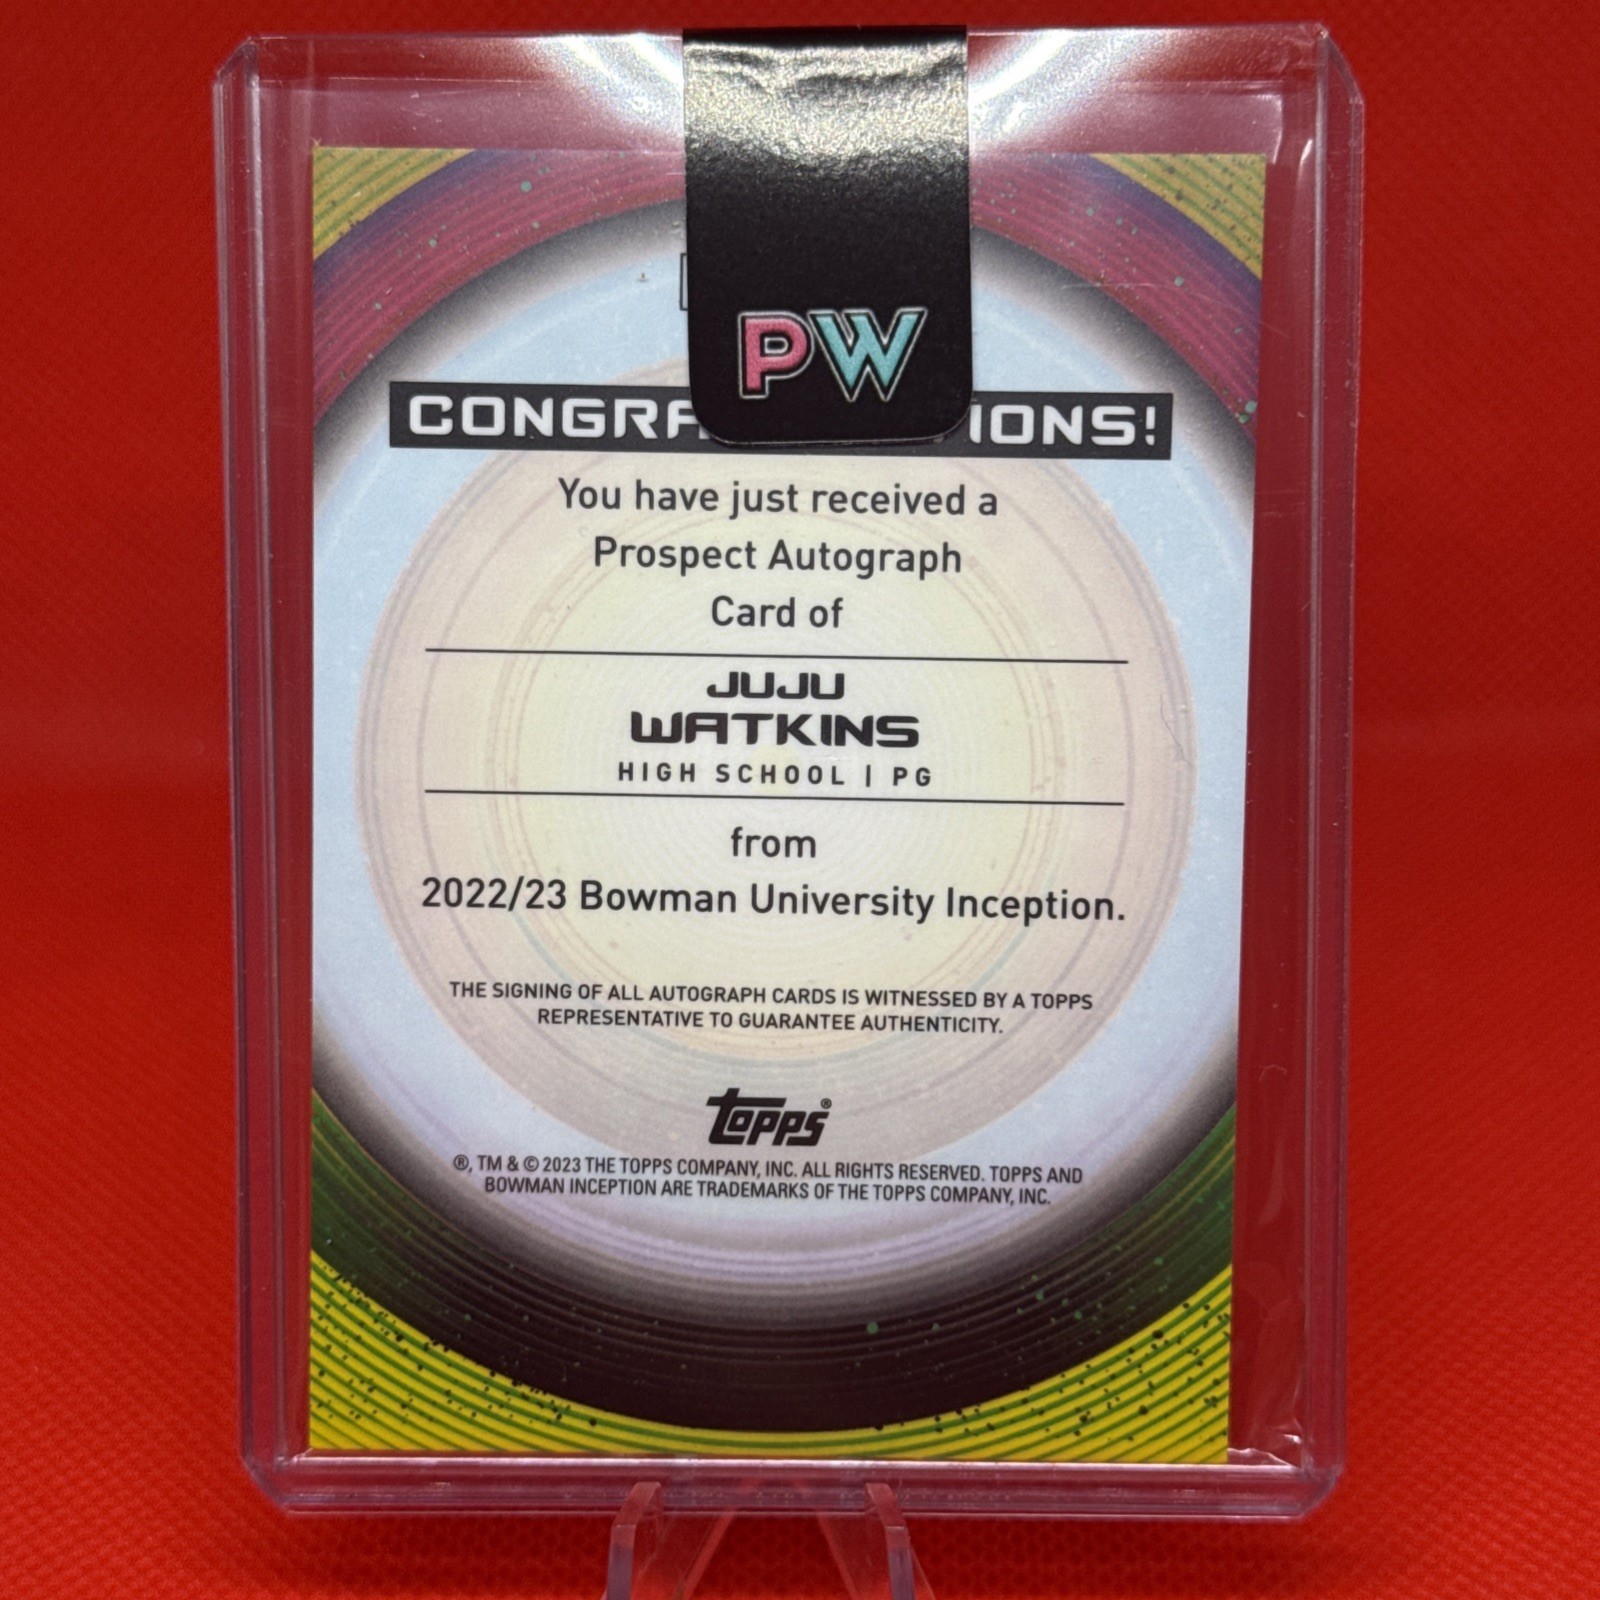 PW
CONGRA IONS!
You have just received a
Prospect Autograph
Card of
JUJU
WATKINS
HIGH SCHOOL | PG
from
2022/23 Bowman University Inception.
THE SIGNING OF ALL AUTOGRAPH CARDS IS WITNESSED BY A TOPPS
REPRESENTATIVE TO GUARANTEE AUTHENTICITY.
topps®
®, TM & © 2023 THE TOPPS COMPANY, INC. ALL RIGHTS RESERVED. TOPPS AND
BOWMAN INCEPTION ARE TRADEMARKS OF THE TOPPS COMPANY, INC.